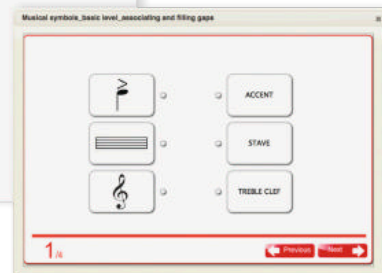 Musical symbols_basic level_associating and filling gaps
ACCENT
STAVE
TREBLE CLEF
1/4
Previous
Next